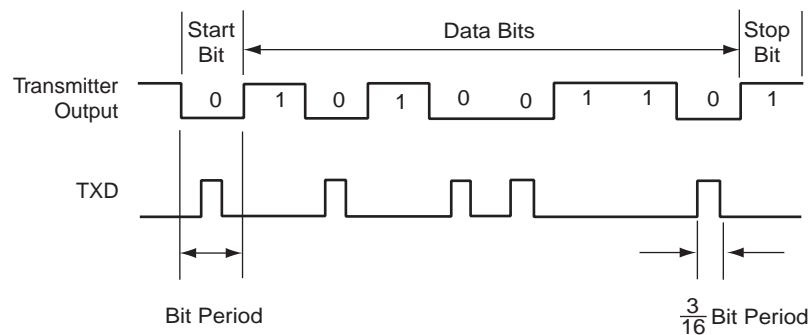 Start
Bit
Data Bits
Stop
Bit
Transmitter
Output
0 1 0 1 0 0 1 1 0 1
TXD
Bit Period
3
16 Bit Period